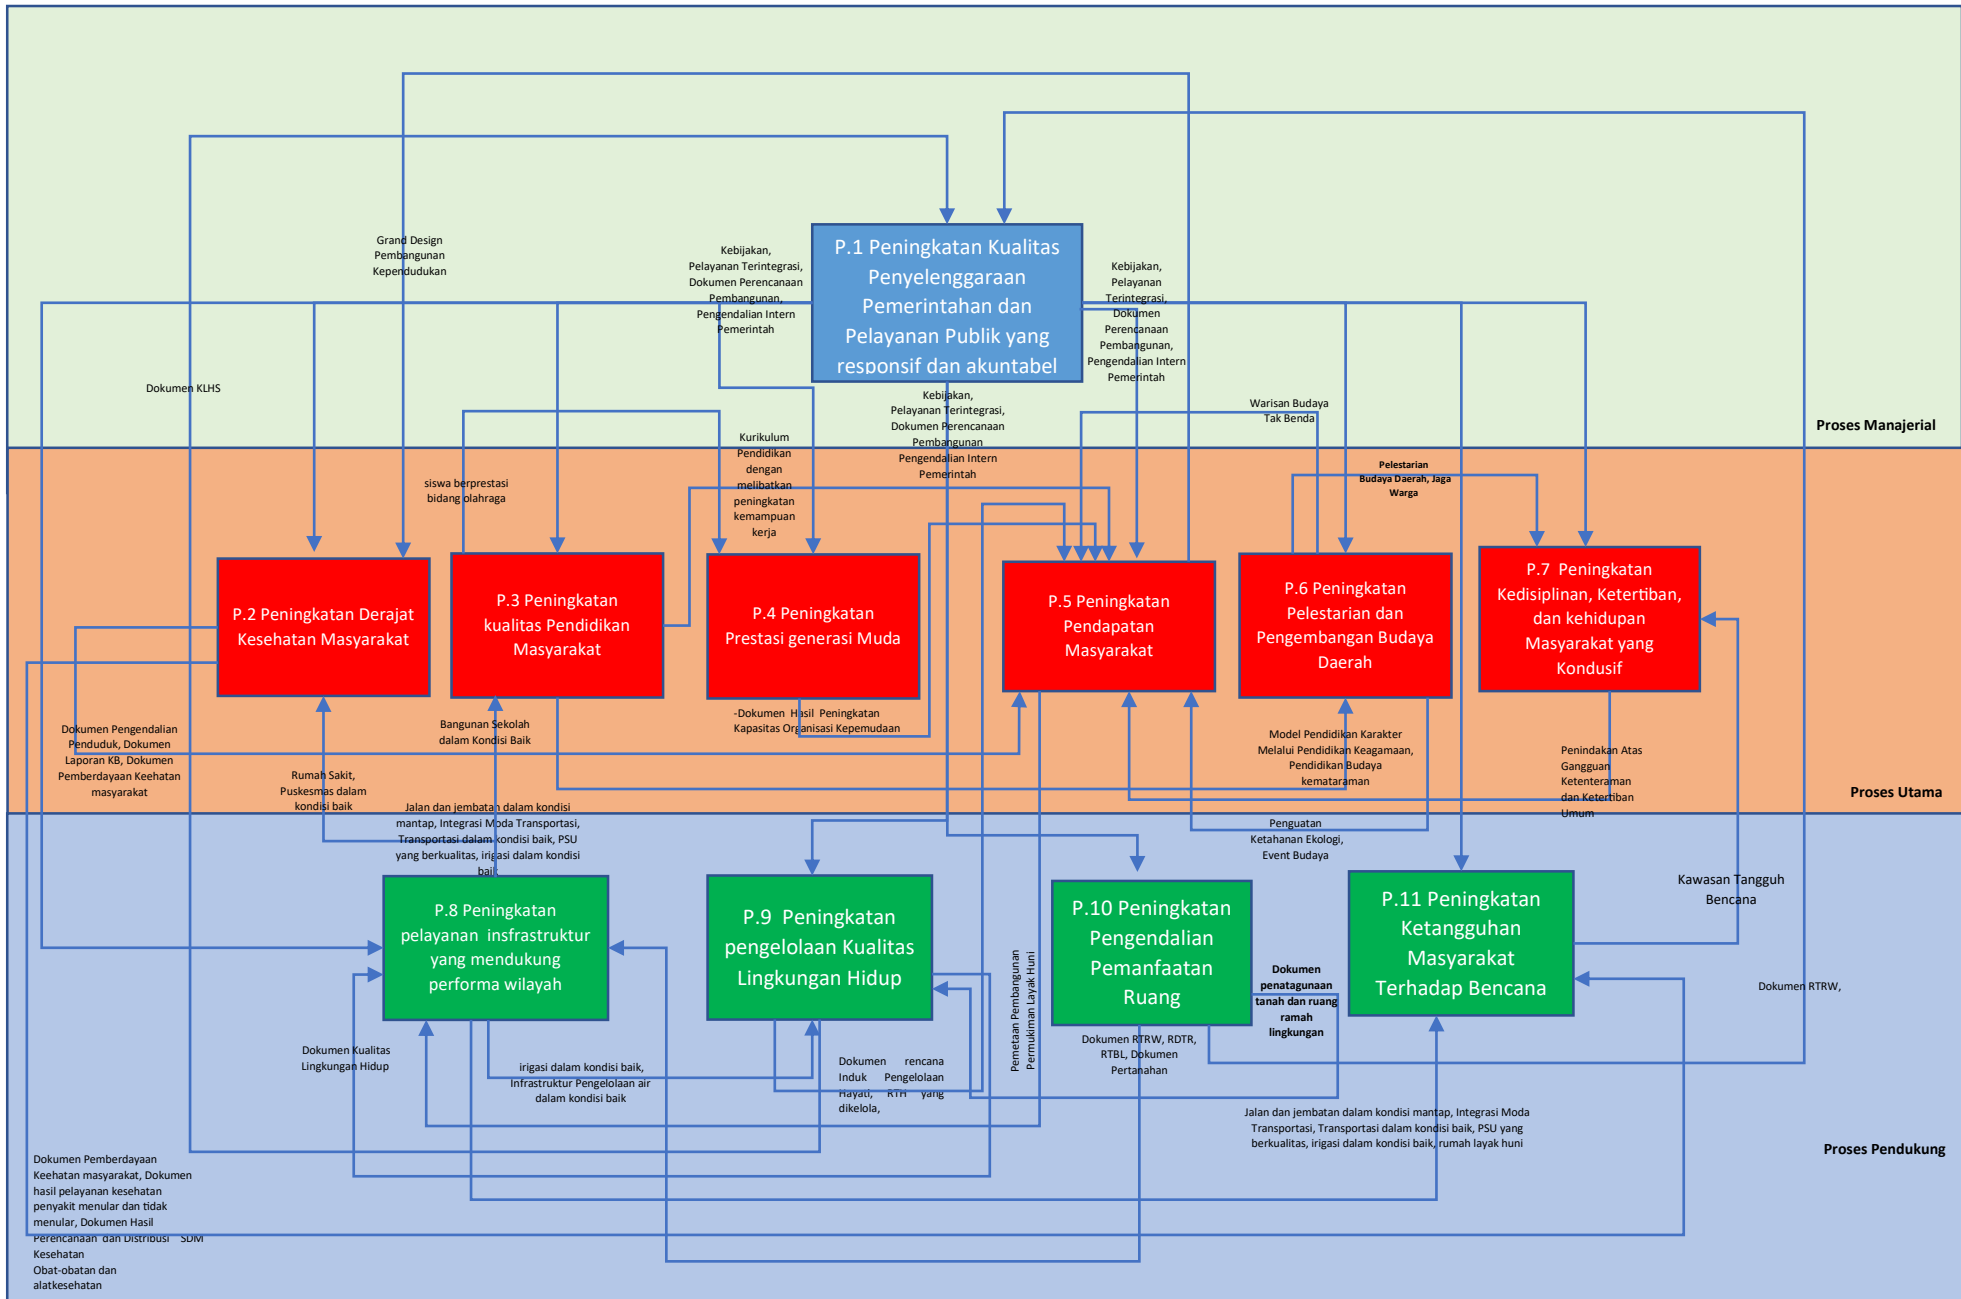 Grand Design
Pembangunan
Kependudukan
Kebijakan,
Pelayanan Terintegrasi,
Dokumen Perencanaan
Pembangunan,
Pengendalian Intern
Pemerintah
P.1 Peningkatan Kualitas
Penyelenggaraan
Pemerintahan dan
Pelayanan Publik yang
responsif dan akuntabel
Kebijakan,
Pelayanan
Terintegrasi,
Dokumen
Perencanaan
Pembangunan,
Pengendalian Intern
Pemerintah
Dokumen KLHS
Kebijakan,
Pelayanan Terintegrasi,
Dokumen Perencanaan
Pembangunan
Pengendalian Intern
Pemerintah
Warisan Budaya
Tak Benda
Proses Manajerial
siswa berprestasi
bidang olahraga
Kurikulum
Pendidikan
dengan
melibatkan
peningkatan
kemampuan
kerja
Pelestarian
Budaya Daerah, Jaga
Warga
P.2 Peningkatan Derajat
Kesehatan Masyarakat
P.3 Peningkatan
kualitas Pendidikan
Masyarakat
P.4 Peningkatan
Prestasi generasi Muda
P.5 Peningkatan
Pendapatan
Masyarakat
P.6 Peningkatan
Pelestarian dan
Pengembangan Budaya
Daerah
P.7 Peningkatan
Kedisiplinan, Ketertiban,
dan kehidupan
Masyarakat yang
Kondusif
Dokumen Pengendalian
Penduduk, Dokumen
Laporan KB, Dokumen
Pemberdayaan Keehatan
masyarakat
Rumah Sakit,
Puskesmas dalam
kondisi baik
Bangunan Sekolah
dalam Kondisi Baik
-Dokumen Hasil Peningkatan
Kapasitas Organisasi Kepemudaan
Model Pendidikan Karakter
Melalui Pendidikan Keagamaan,
Pendidikan Budaya
kemataraman
Penindakan Atas
Gangguan
Ketenteraman
dan Ketertiban
Umum
Proses Utama
Jalan dan jembatan dalam kondisi
mantap, Integrasi Moda Transportasi,
Transportasi dalam kondisi baik, PSU
yang berkualitas, irigasi dalam kondisi
baik
Penguatan
Ketahanan Ekologi,
Event Budaya
P.8 Peningkatan
pelayanan insfrastruktur
yang mendukung
performa wilayah
P.9 Peningkatan
pengelolaan Kualitas
Lingkungan Hidup
Pemetaan Pembangunan
Permukiman Layak Huni
P.10 Peningkatan
Pengendalian
Pemanfaatan
Ruang
Dokumen
penatagunaan
tanah dan ruang
ramah
lingkungan
P.11 Peningkatan
Ketangguhan
Masyarakat
Terhadap Bencana
Kawasan Tangguh
Bencana
Dokumen RTRW,
Dokumen Kualitas
Lingkungan Hidup
irigasi dalam kondisi baik,
Infrastruktur Pengelolaan air
dalam kondisi baik
Dokumen rencana
Induk Pengelolaan
Hayati, RTH yang
dikelola,
Dokumen RTRW, RDTR,
RTBL, Dokumen
Pertanahan
Jalan dan jembatan dalam kondisi mantap, Integrasi Moda
Transportasi, Transportasi dalam kondisi baik, PSU yang
berkualitas, irigasi dalam kondisi baik, rumah layak huni
Proses Pendukung
Dokumen Pemberdayaan
Keehatan masyarakat, Dokumen
hasil pelayanan kesehatan
penyakit menular dan tidak
menular, Dokumen Hasil
Perencanaan dan Distribusi SDM
Kesehatan
Obat-obatan dan
alatkesehatan